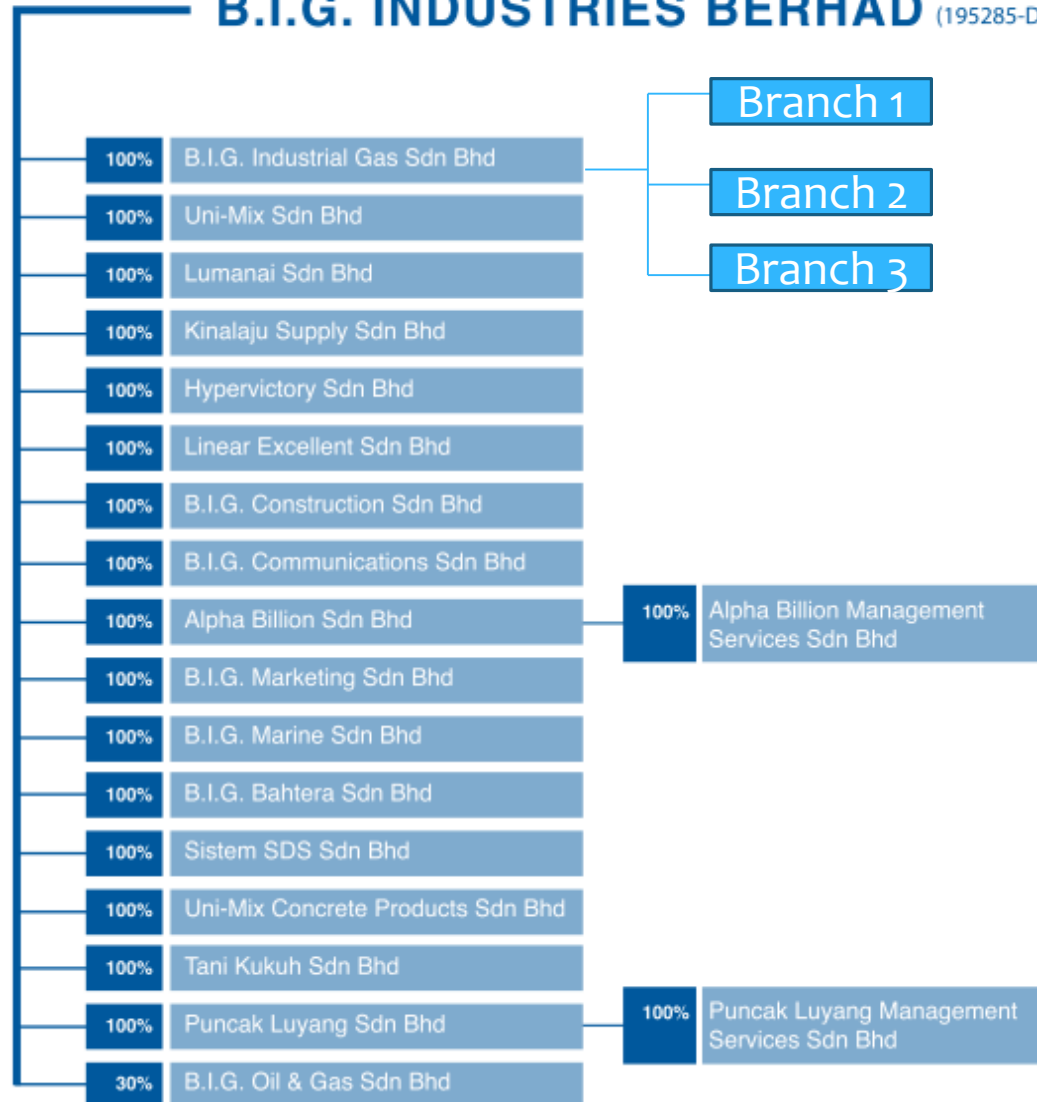 B.I.G. INDUSTRIES BERHAD (195285-D
Branch 1
100% B.I.G. Industrial Gas Sdn Bhd
Branch 2
100% Uni-Mix Sdn Bhd
Branch 3
100% Lumanai Sdn Bhd
100% Kinalaju Supply Sdn Bhd
100% Hypervictory Sdn Bhd
100% Linear Excellent Sdn Bhd
100% B.I.G. Construction Sdn Bhd
100% B.I.G. Communications Sdn Bhd
100% Alpha Billion Sdn Bhd
100% Alpha Billion Management
Services Sdn Bhd
100% B.I.G. Marketing Sdn Bhd
100% B.I.G. Marine Sdn Bhd
100% B.I.G. Bahtera Sdn Bhd
100% Sistem SDS Sdn Bhd
100% Uni-Mix Concrete Products Sdn Bhd
100% Tani Kukuh Sdn Bhd
100% Puncak Luyang Sdn Bhd
100% Puncak Luyang Management
Services Sdn Bhd
30% B.I.G. Oil & Gas Sdn Bhd